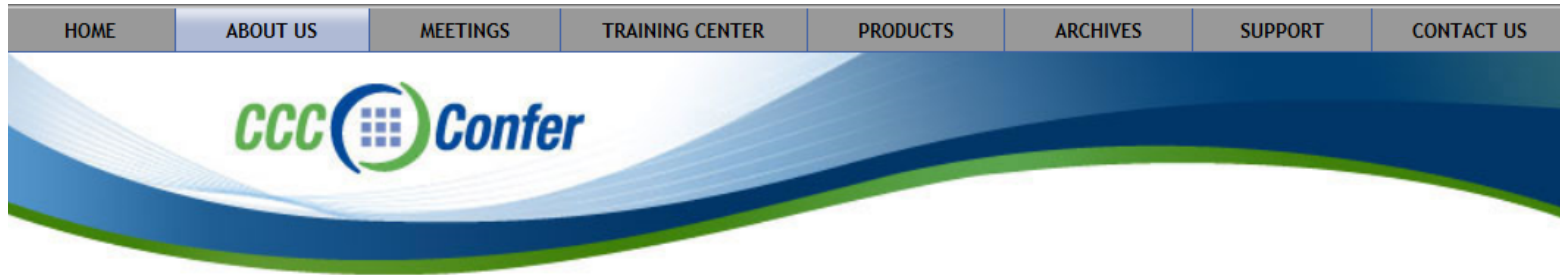 HOME ABOUT US MEETINGS TRAINING CENTER PRODUCTS ARCHIVES SUPPORT CONTACT US
CCC Confer